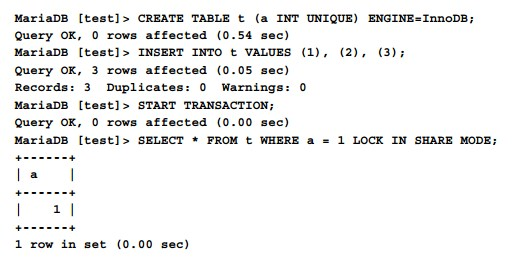 MariaDB [test]> CREATE TABLE t (a INT UNIQUE) ENGINE=InnoDB;
Query OK, 0 rows affected (0.54 sec)
MariaDB [test]> INSERT INTO t VALUES (1), (2), (3);
Query OK, 3 rows affected (0.05 sec)
Records: 3  Duplicates: 0  Warnings: 0
MariaDB [test]> START TRANSACTION;
Query OK, 0 rows affected (0.00 sec)
MariaDB [test]> SELECT * FROM t WHERE a = 1 LOCK IN SHARE MODE;
+------+
| a    |
+------+
|    1 |
+------+
1 row in set (0.00 sec)